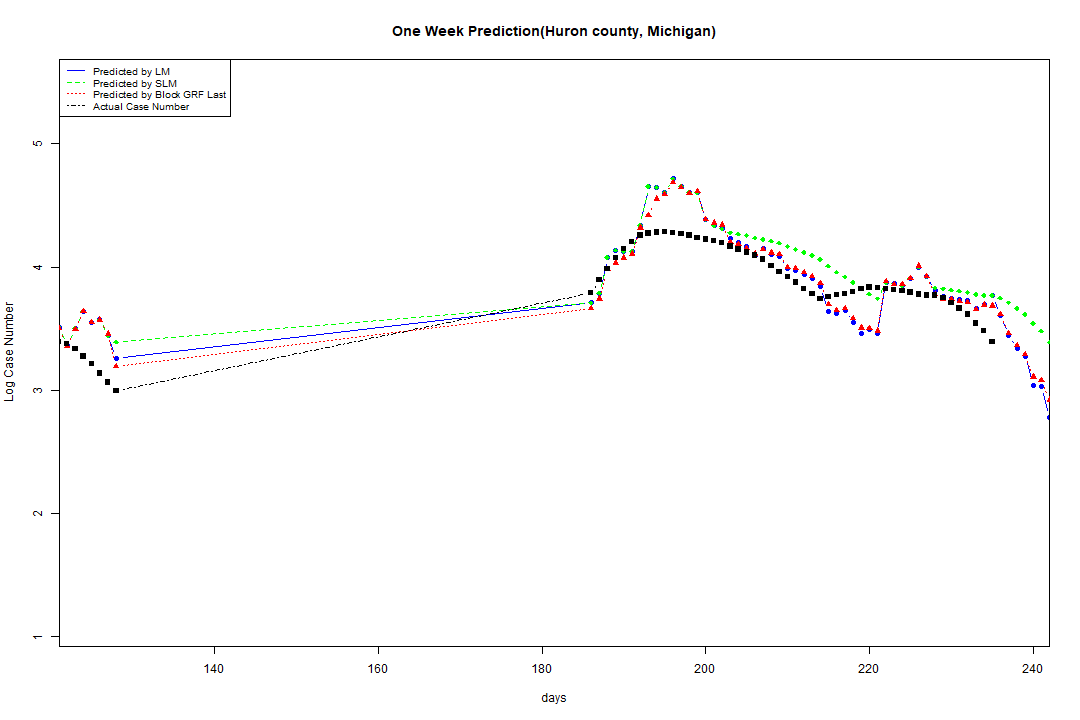 One Week Prediction(Huron county, Michigan)
Predicted by LM
Predicted by SLM
Predicted by Block GRF Last
Actual Case Number
5
4
3
2
1
Log Case Number
140 160 180 200 220 240
days